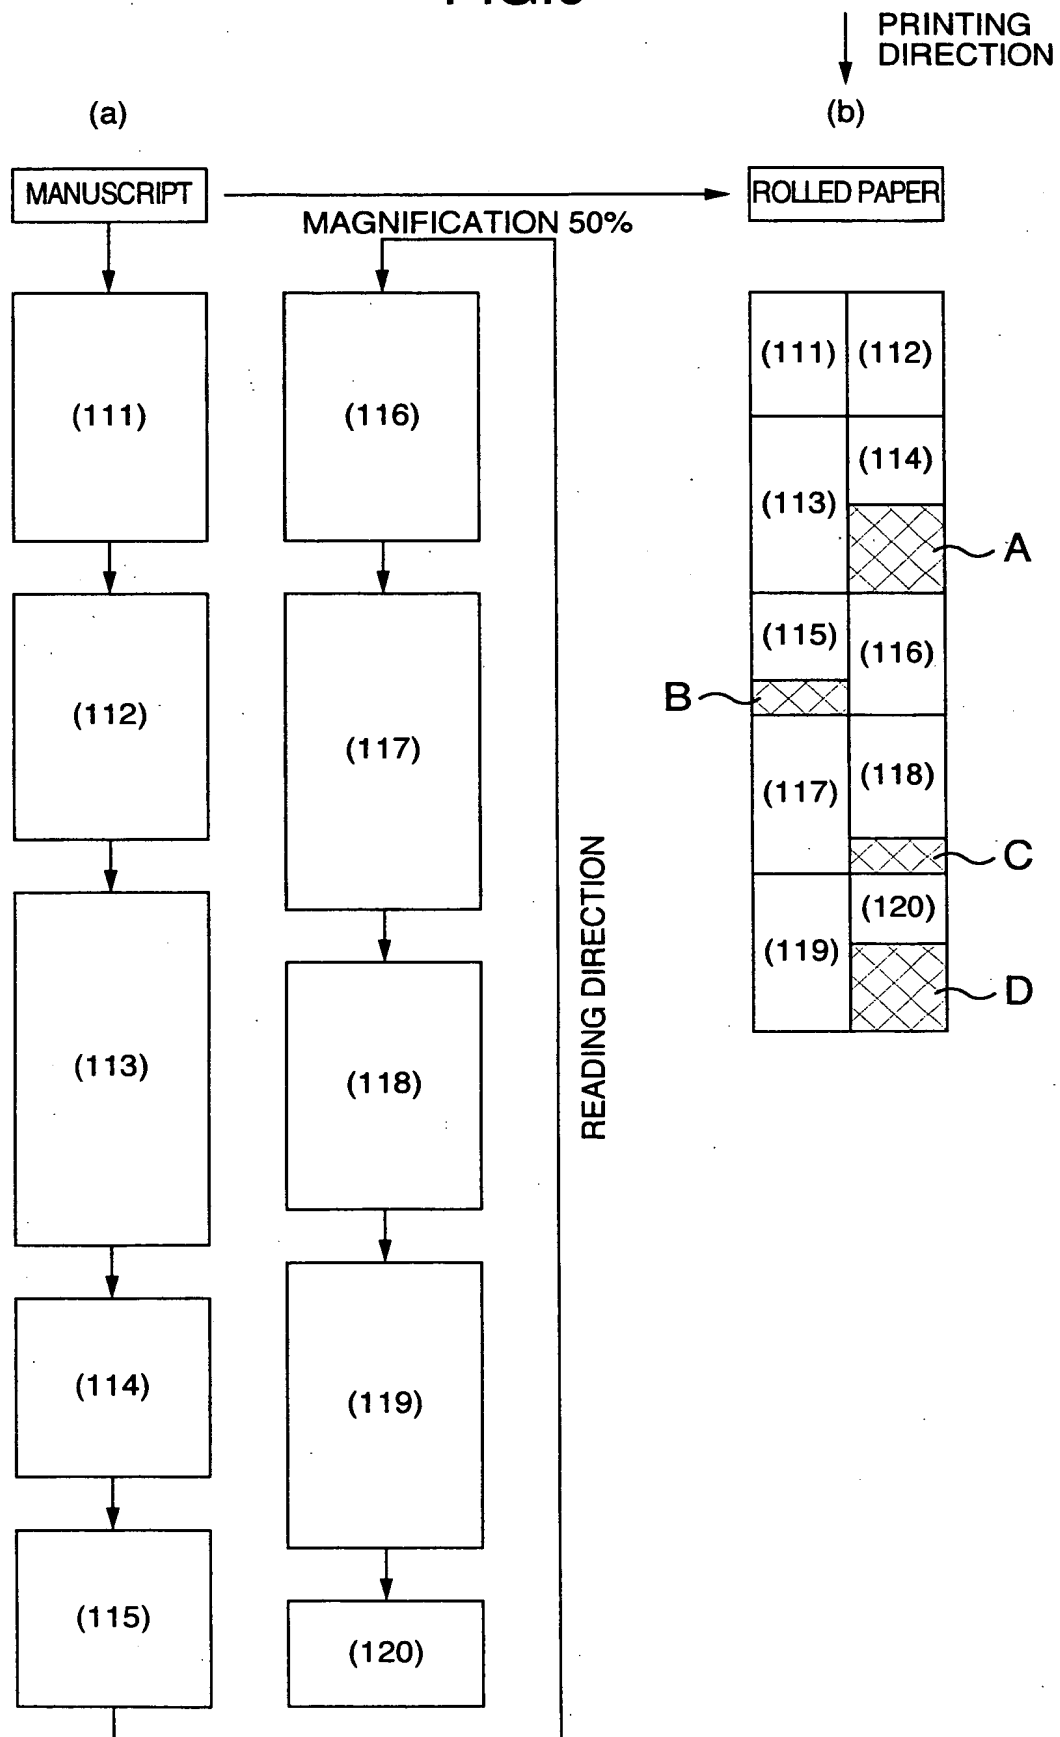 PRINTING
DIRECTION
(a)
(b)
MANUSCRIPT
ROLLED PAPER
MAGNIFICATION 50%
(111)
(112)
(113)
(114)
(115)
(116)
(117)
(118)
(119)
(120)
READING DIRECTION
(111)
(112)
(113)
(114)
A
(115)
(116)
B
(117)
(118)
C
(119)
(120)
D